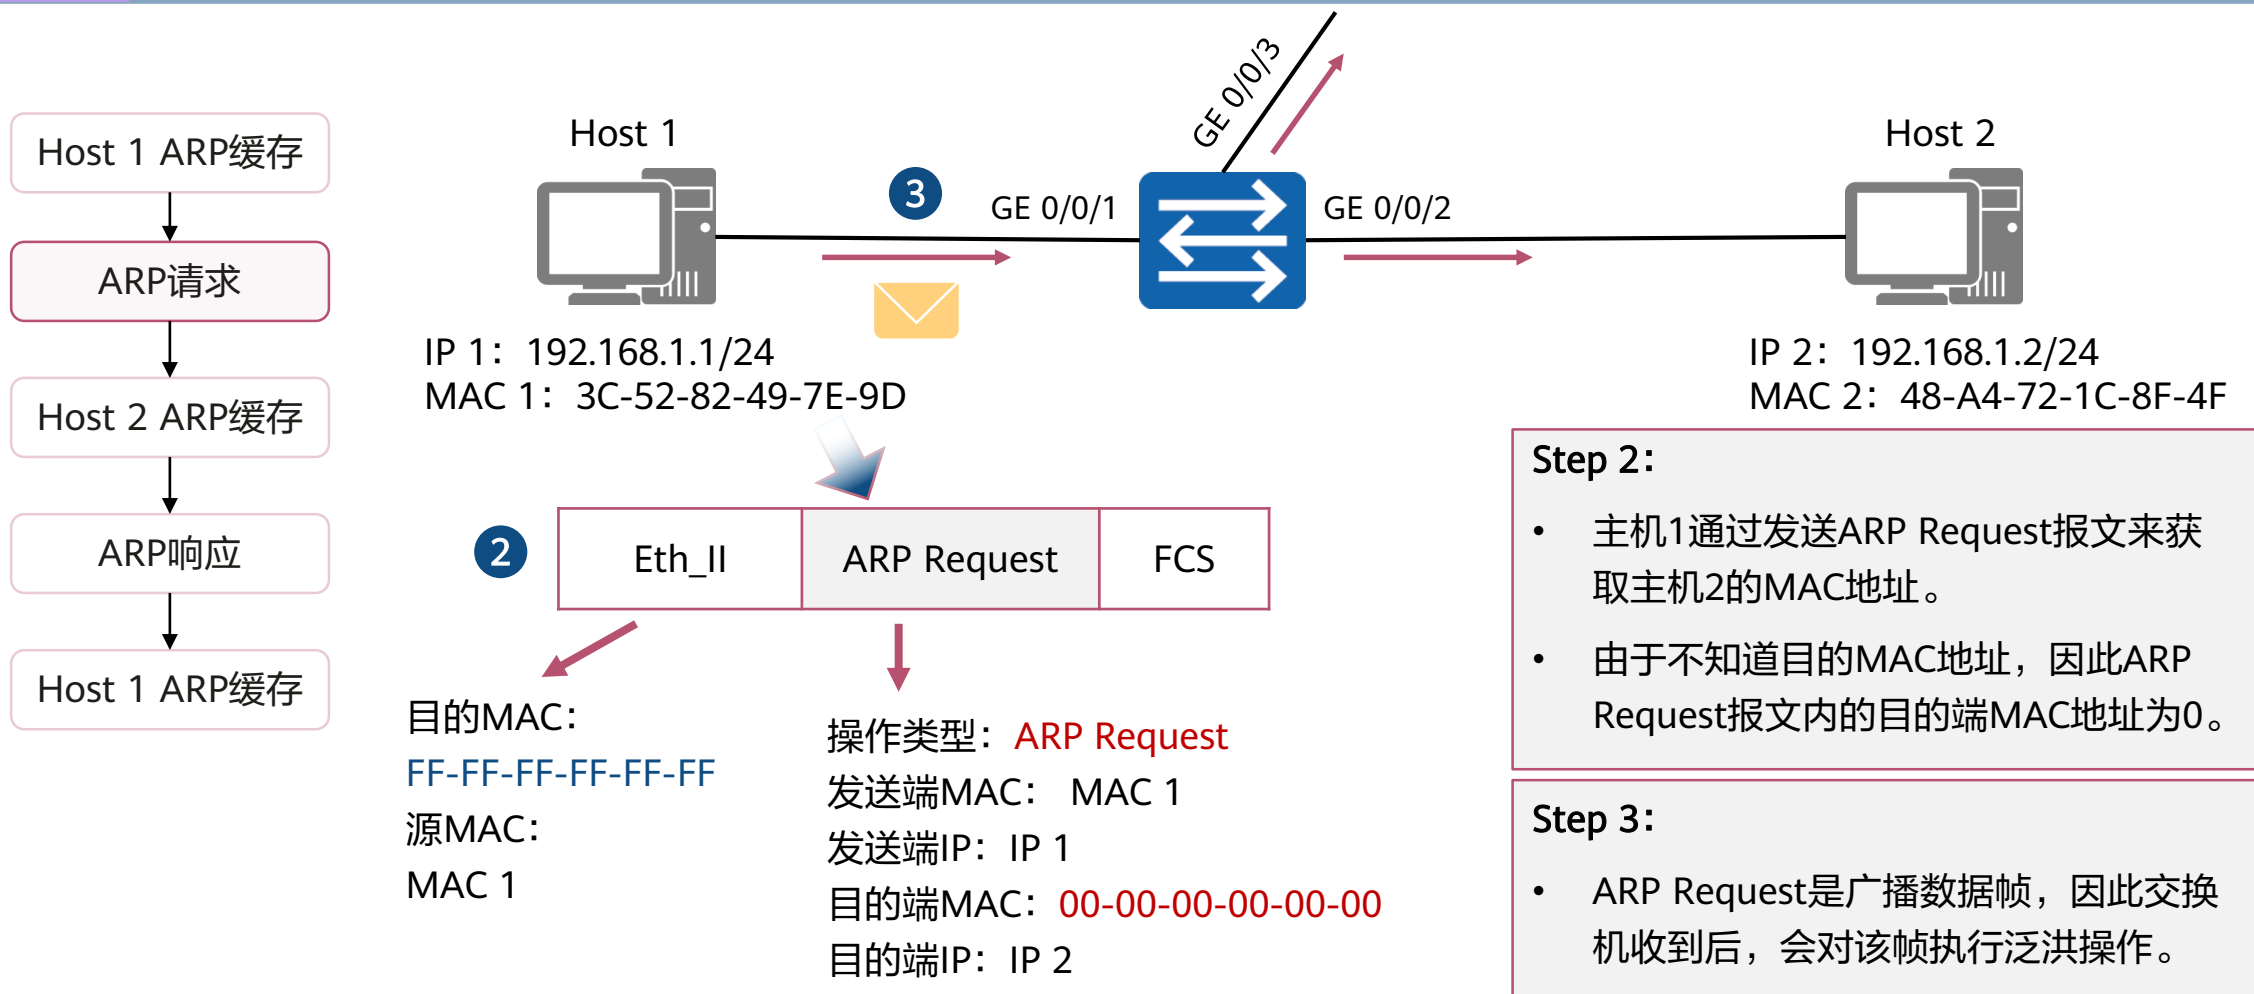 Host 1 ARP缓存
ARP请求
Host 2 ARP缓存
ARP响应
Host 1 ARP缓存
Host 1
3
GE 0/0/1
GE 0/0/3
GE 0/0/2
Host 2
IP 1：192.168.1.1/24
MAC 1：3C-52-82-49-7E-9D
IP 2：192.168.1.2/24
MAC 2：48-A4-72-1C-8F-4F
2
Eth_II
ARP Request
FCS
目的MAC：
FF-FF-FF-FF-FF-FF
源MAC：
MAC 1
操作类型：ARP Request
发送端MAC： MAC 1
发送端IP：IP 1
目的端MAC：00-00-00-00-00-00
目的端IP：IP 2
Step 2：
• 主机1通过发送ARP Request报文来获
取主机2的MAC地址。
• 由于不知道目的MAC地址，因此ARP
Request报文内的目的端MAC地址为0。
Step 3：
• ARP Request是广播数据帧，因此交换
机收到后，会对该帧执行泛洪操作。